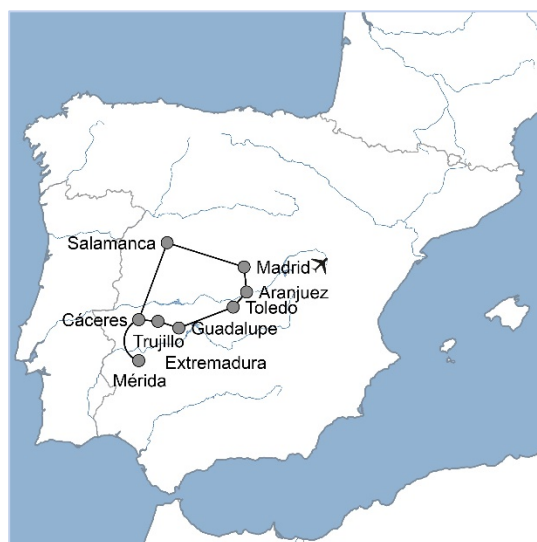 Salamanca
Madrid
Aranjuez
Toledo
Cáceres
Guadalupe
Trujillo
Extremadura
Mérida